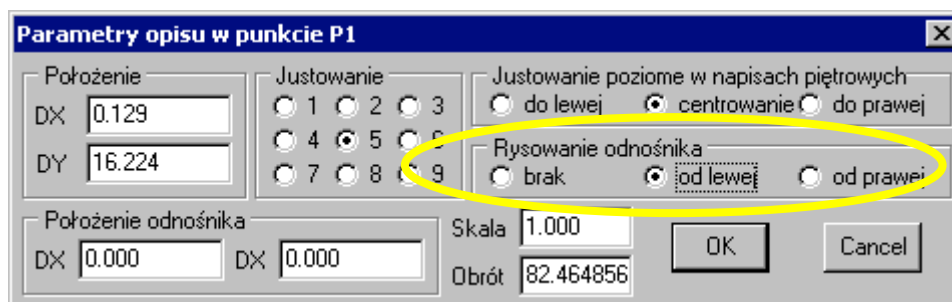 Parametry opisu w punkcie P1
Położenie
DX 0.129
DY 16.224
Justowanie
1 2 3
4 5 6
7 8 9
Justowanie poziome w napisach piętrowych
do lewej centrowanie do prawej
Rysowanie odnośnika
brak od lewej od prawej
Położenie odnośnika
DX 0.000 DX 0.000
Skala 1.000
Obrót 82.464856
OK Cancel